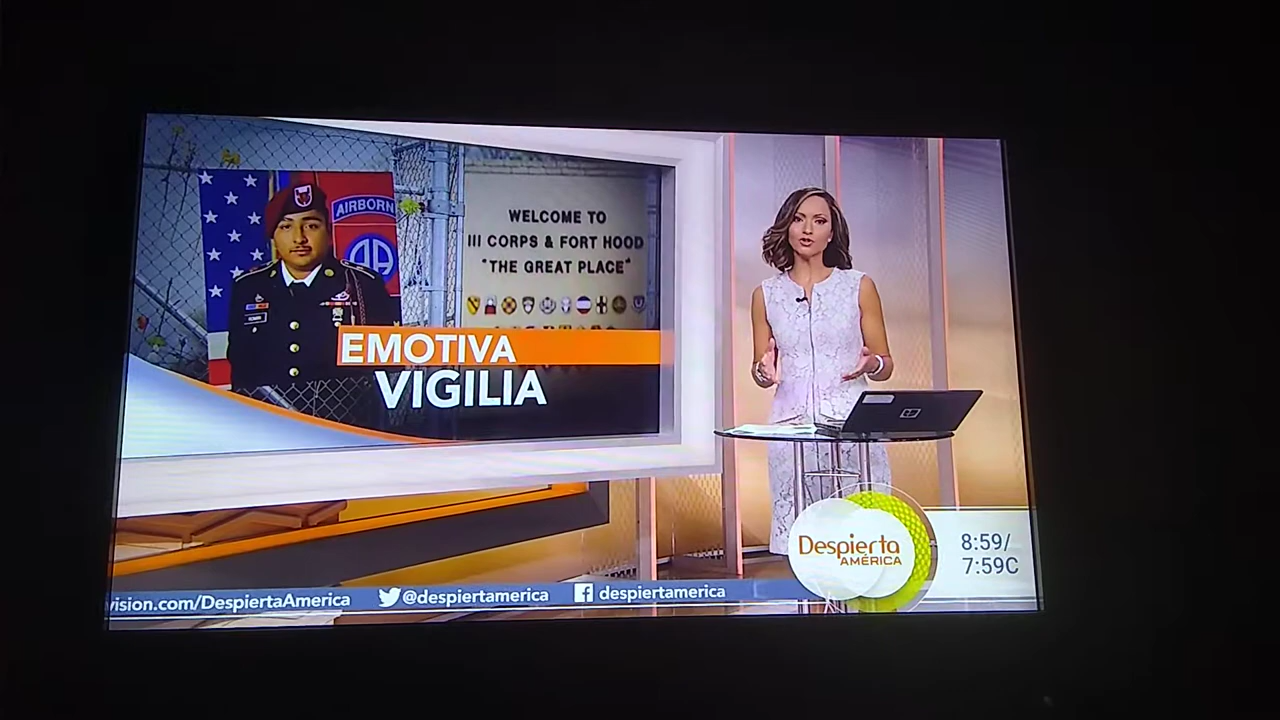 AIRBORN
WELCOME TO
III CORPS & FORT HOOD
"THE GREAT PLACE"
EMOTIVA
VIGILIA
Despierta
AMÉRICA
8:59/
7:59C
vision.com/DespiertaAmerica @despiertamerica despiertamerica